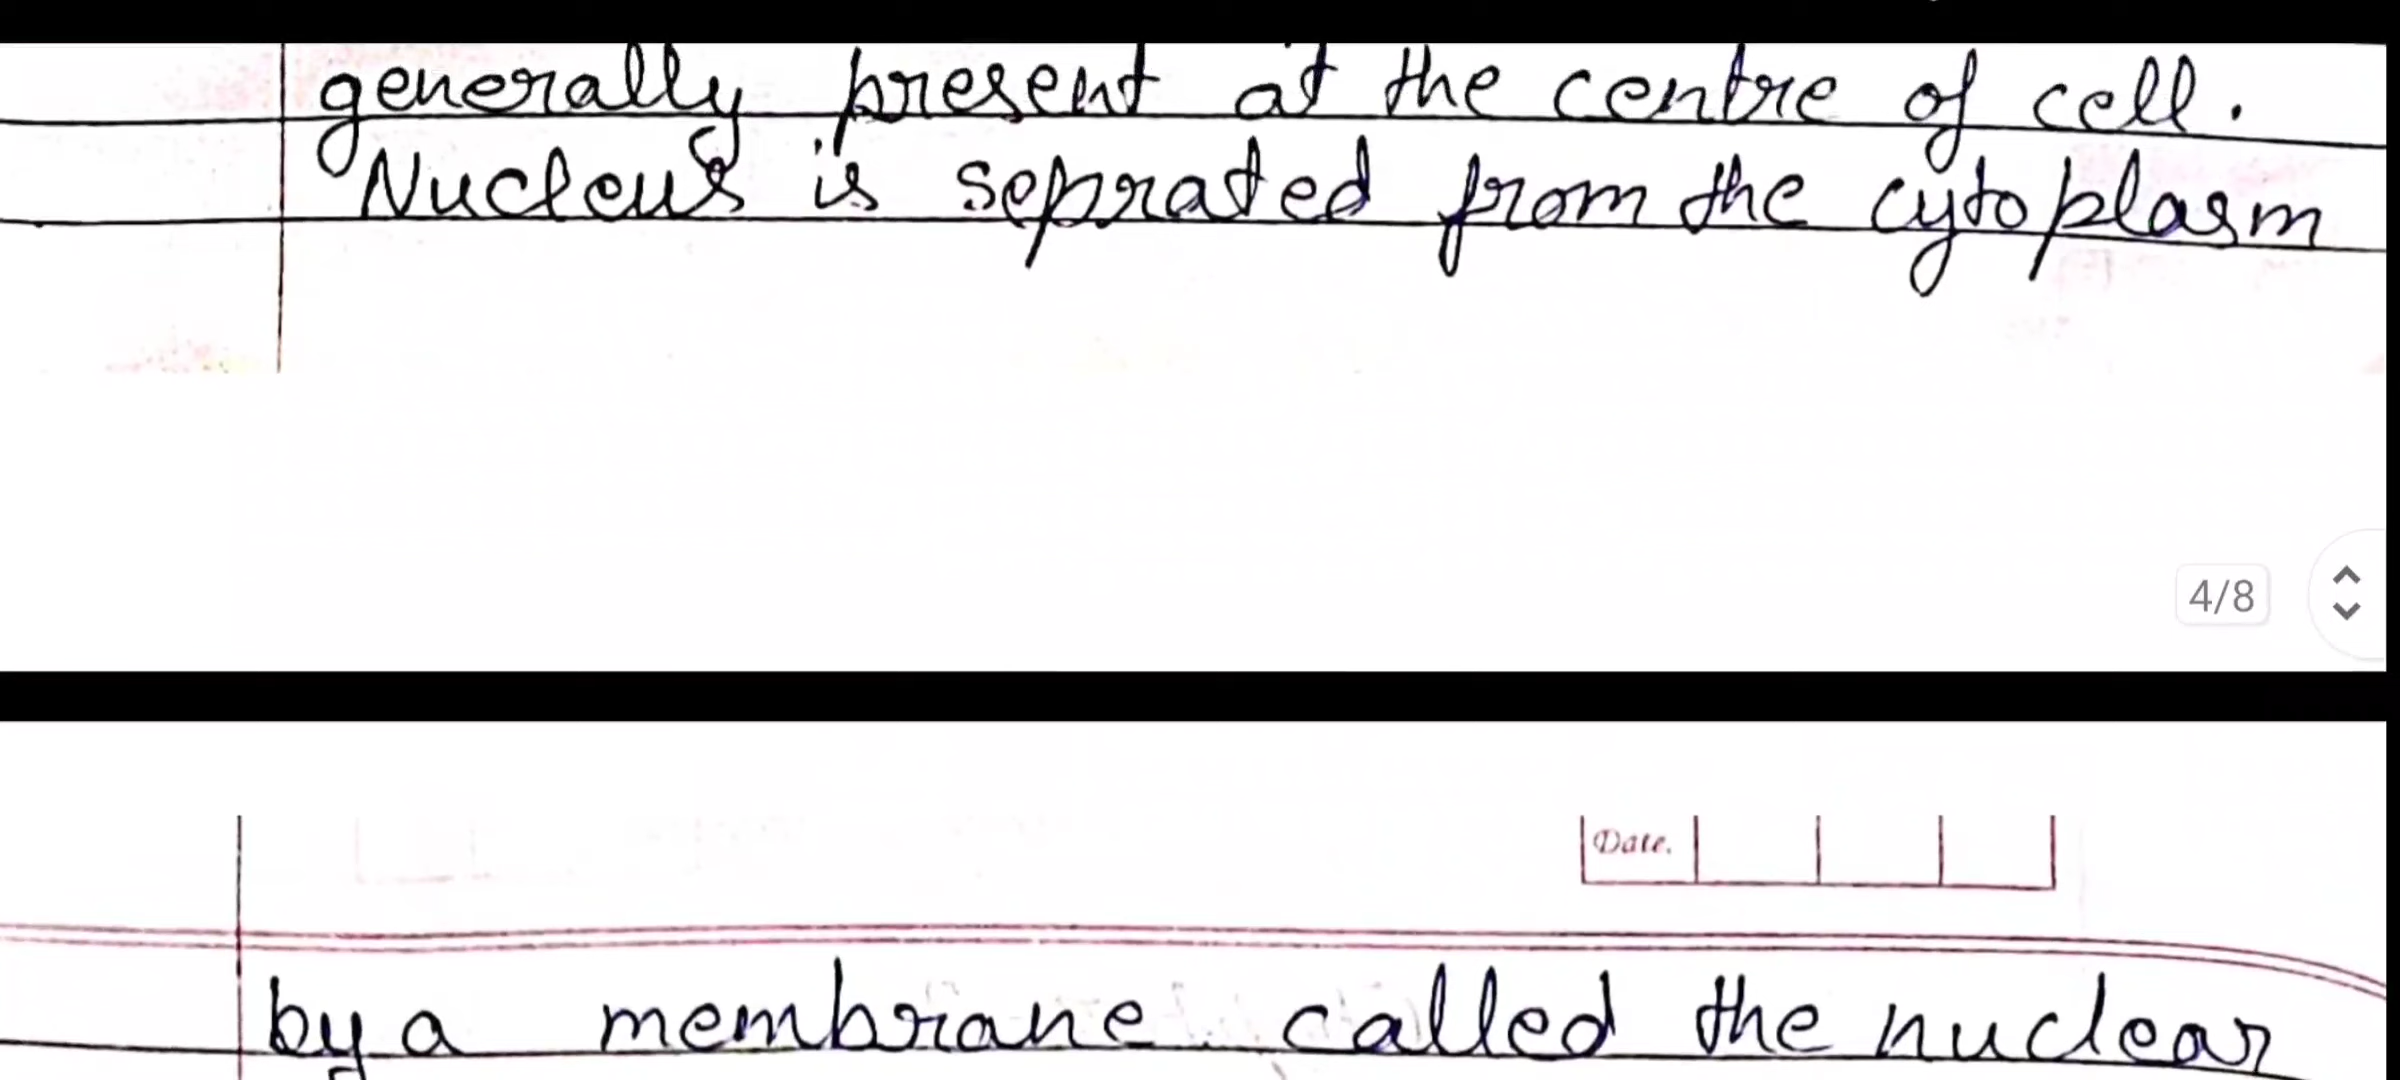 generally present at the centre of cell.
Nucleus is seprated from the cytoplasm
4/8
Date.
by a membrane called the nuclear